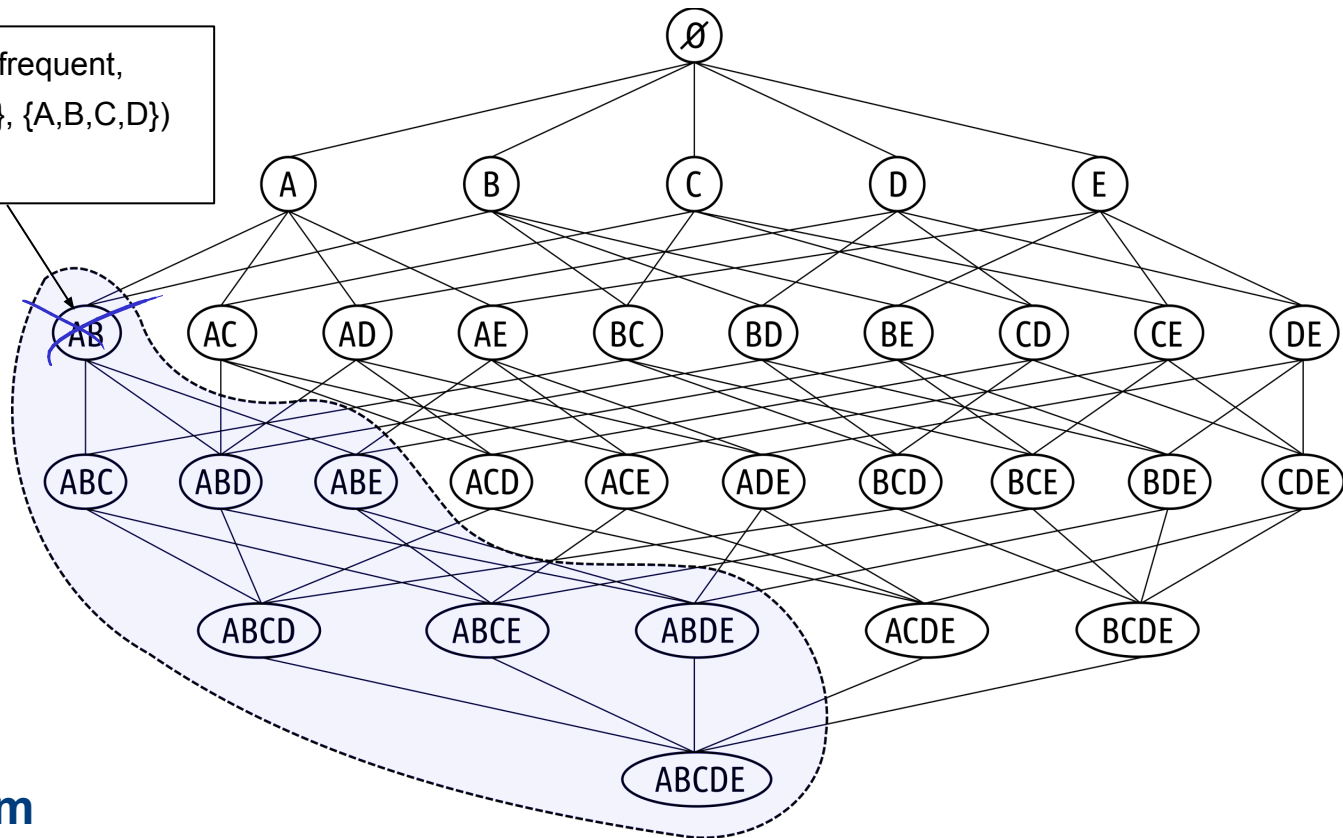 Ø
frequent,
}, {A,B,C,D})
A B C D E
AB AC AD AE BC BD BE CD CE DE
ABC ABD ABE ACD ACE ADE BCD BCE BDE CDE
ABCD ABCE ABDE ACDE BCDE
ABCDE
m